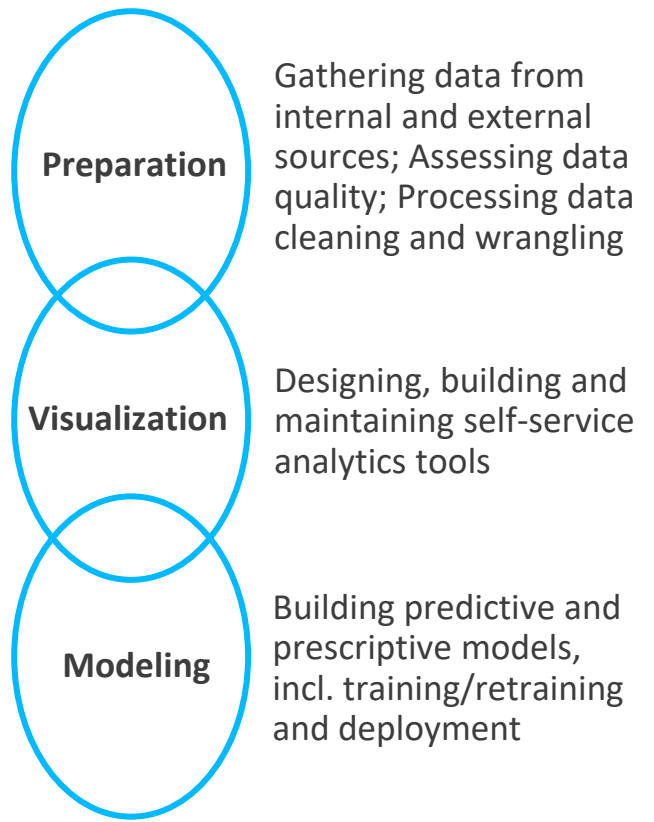 Preparation
Gathering data from
internal and external
sources; Assessing data
quality; Processing data
cleaning and wrangling
Visualization
Designing, building and
maintaining self-service
analytics tools
Modeling
Building predictive and
prescriptive models,
incl. training/retraining
and deployment